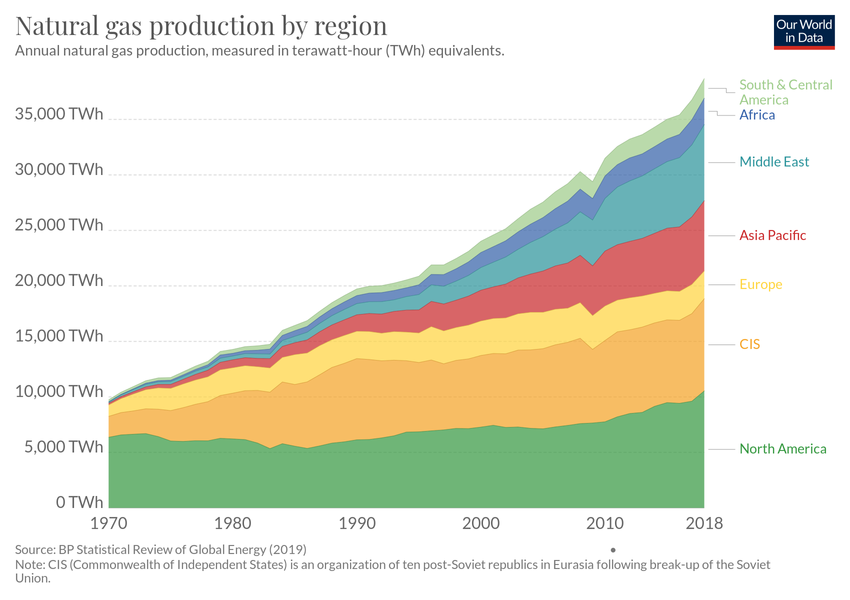 Natural gas production by region
Annual natural gas production, measured in terawatt-hour (TWh) equivalents.
Our World
in Data
South & Central
America
Africa
Middle East
Asia Pacific
Europe
CIS
North America
35,000 TWh
30,000 TWh
25,000 TWh
20,000 TWh
15,000 TWh
10,000 TWh
5,000 TWh
0 TWh
1970
1980
1990
2000
2010
2018
Source: BP Statistical Review of Global Energy (2019)
Note: CIS (Commonwealth of Independent States) is an organization of ten post-Soviet republics in Eurasia following break-up of the Soviet
Union.